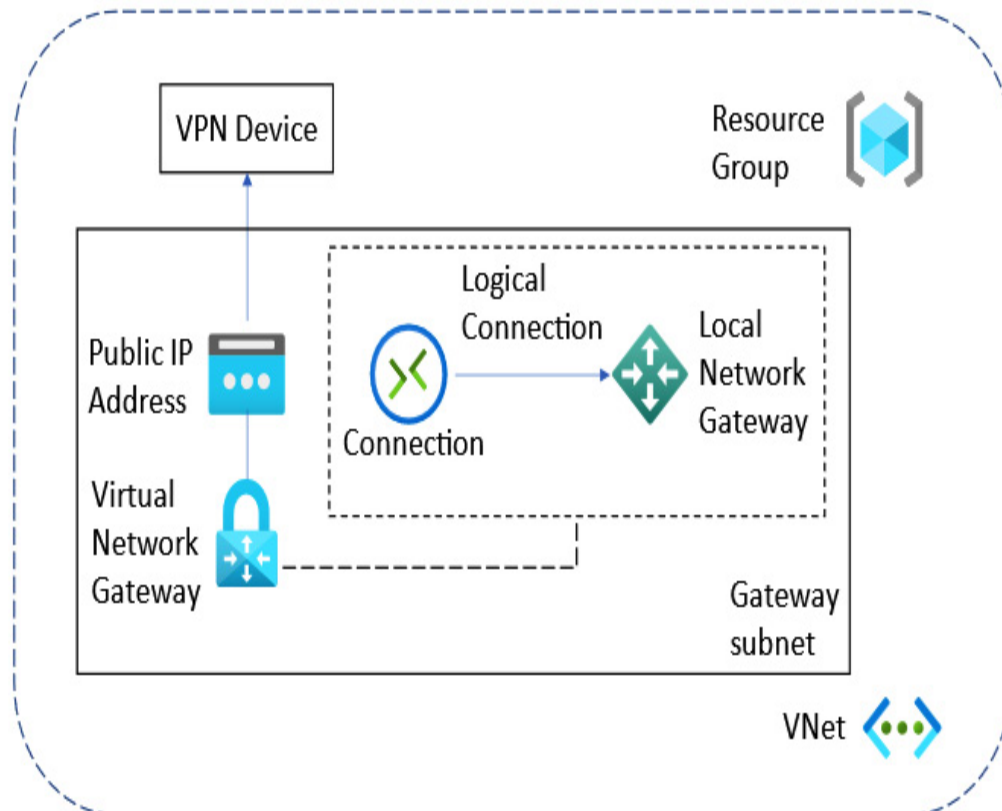 VPN Device
Resource
Group
Logical
Connection
Local
Network
Gateway
Public IP
Address
Connection
Virtual
Network
Gateway
Gateway
subnet
VNet